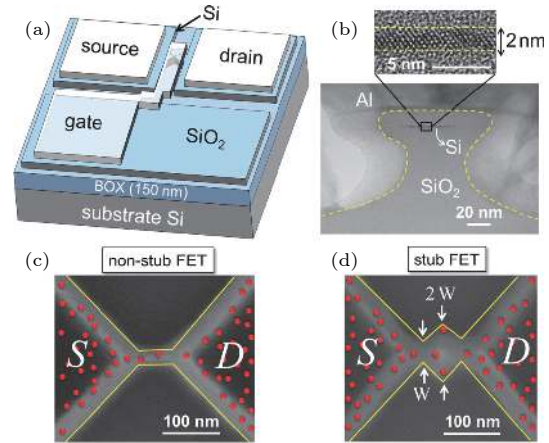 (a)
Si
source
drain
gate
SiO₂
BOX (150 nm)
substrate Si
(b)
2 nm
5 nm
Al
Si
SiO₂
20 nm
(c)
non-stub FET
S
D
100 nm
(d)
stub FET
2 W
S
D
W
100 nm